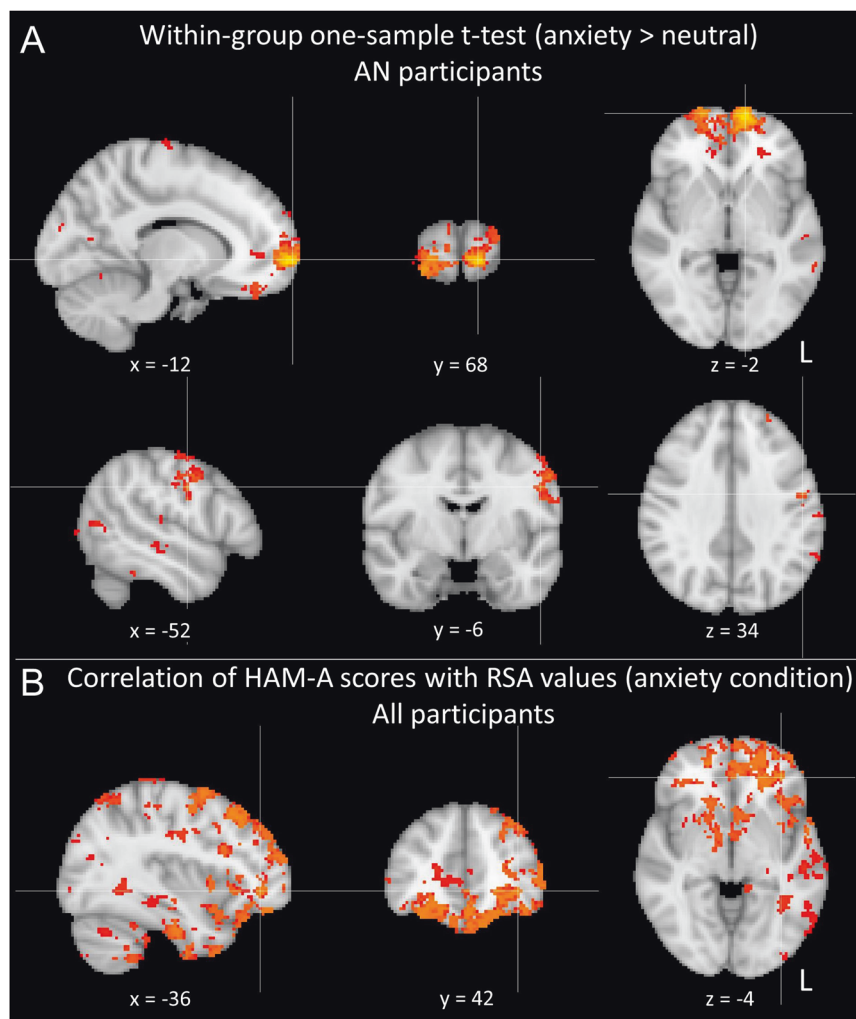 A
Within-group one-sample t-test (anxiety > neutral)
AN participants
x = -12
y = 68
z = -2
L
x = -52
y = -6
z = 34
B
Correlation of HAM-A scores with RSA values (anxiety condition)
All participants
x = -36
y = 42
z = -4
L